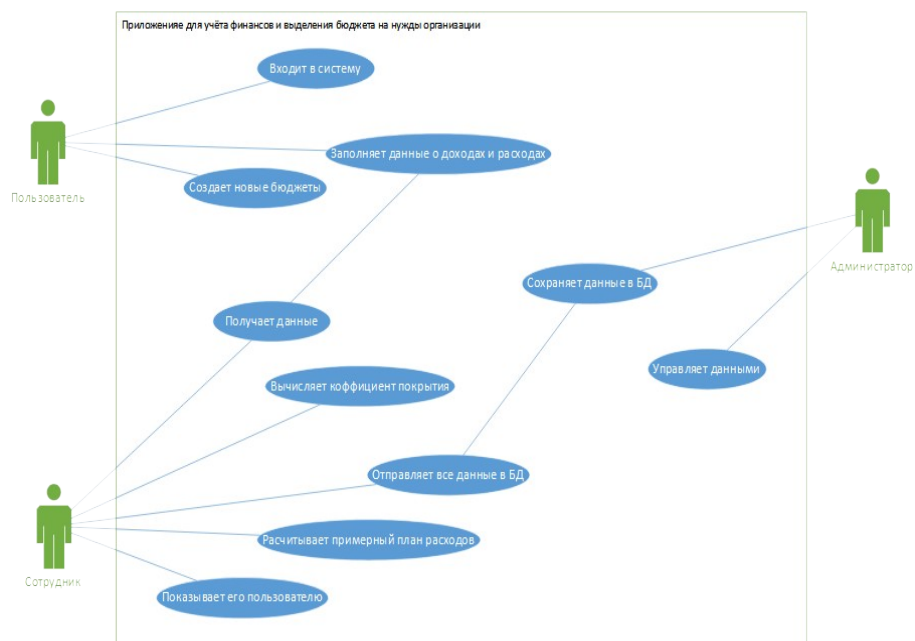 Приложенияе для учёта финансов и выделения бюджета на нужды организации
Входит в систему
Заполняет данные о доходах и расходах
Создает новые бюджеты
Пользователь
Администратор
Сохраняет данные в БД
Получает данные
Управляет данными
Вычисляет коффициент покрытия
Отправляет все данные в БД
Расчитывает примерный план расходов
Сотрудник
Показывает его пользователю